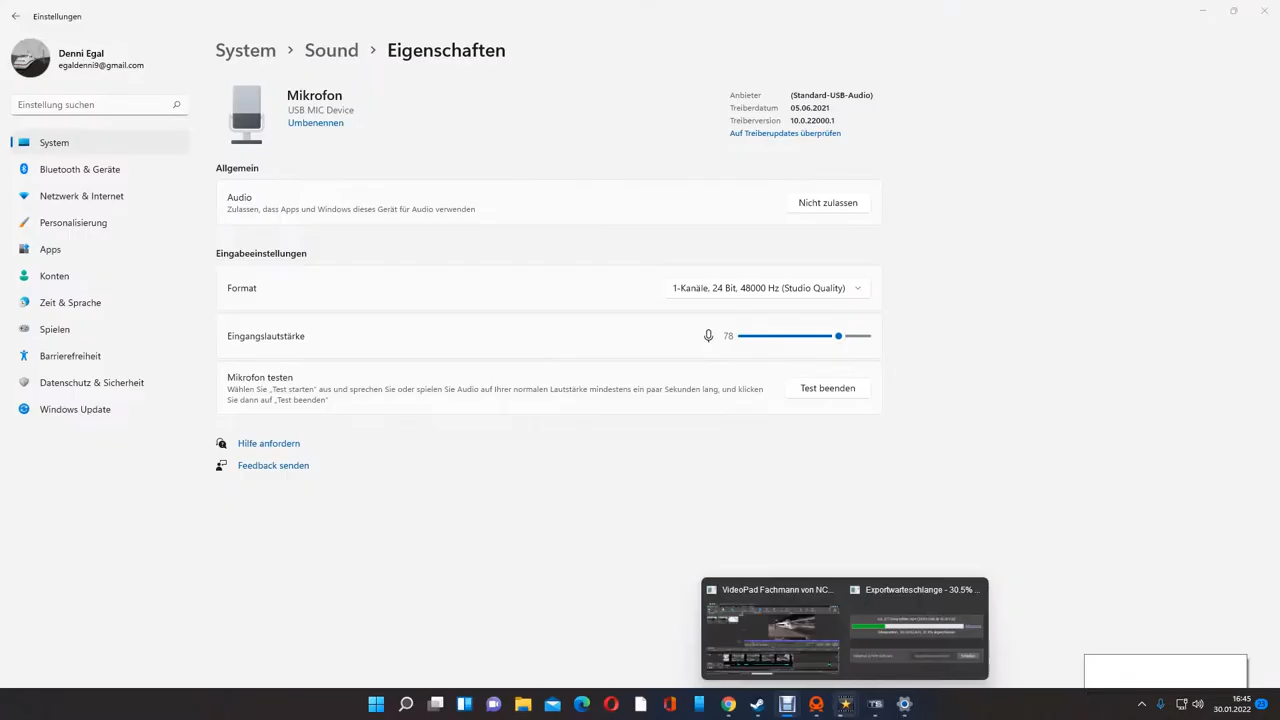 Einstellungen
Denni Egal
egaldenni9@gmail.com
Einstellung suchen
System
Bluetooth & Geräte
Netzwerk & Internet
Personalisierung
Apps
Konten
Zeit & Sprache
Spielen
Barrierefreiheit
Datenschutz & Sicherheit
Windows Update
System > Sound > Eigenschaften
Mikrofon
USB MIC Device
Umbenennen
Anbieter (Standard-USB-Audio)
Treiberdatum 05.06.2021
Treiberversion 10.0.22000.1
Auf Treiberupdates überprüfen
Allgemein
Audio
Zulassen, dass Apps und Windows dieses Gerät für Audio verwenden
Nicht zulassen
Eingabeeinstellungen
Format
1-Kanäle, 24 Bit, 48000 Hz (Studio Quality)
Eingangslautstärke
78
Mikrofon testen
Wählen Sie „Test starten“ aus und sprechen Sie oder spielen Sie Audio auf Ihrer normalen Lautstärke mindestens ein paar Sekunden lang, und klicken
Sie dann auf „Test beenden“
Test beenden
Hilfe anfordern
Feedback senden
VideoPad Fachmann von NC...
Exportwarteschlange - 30.5% ...
16:45
30.01.2022